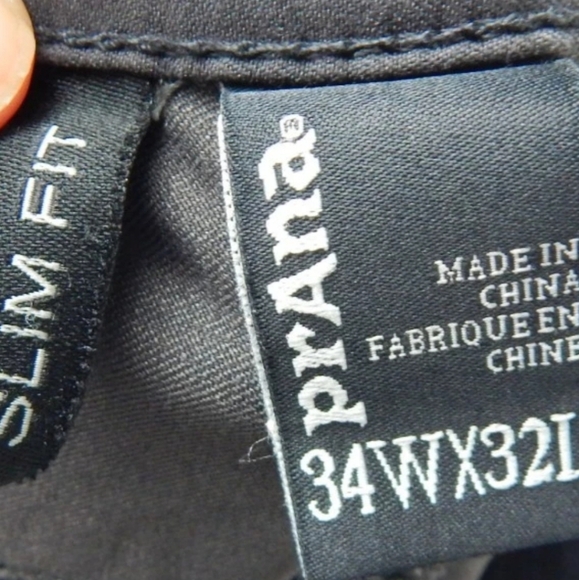 SLIM FIT
prAna®
MADE IN
CHINA
FABRIQUE EN
CHINE
34WX32L